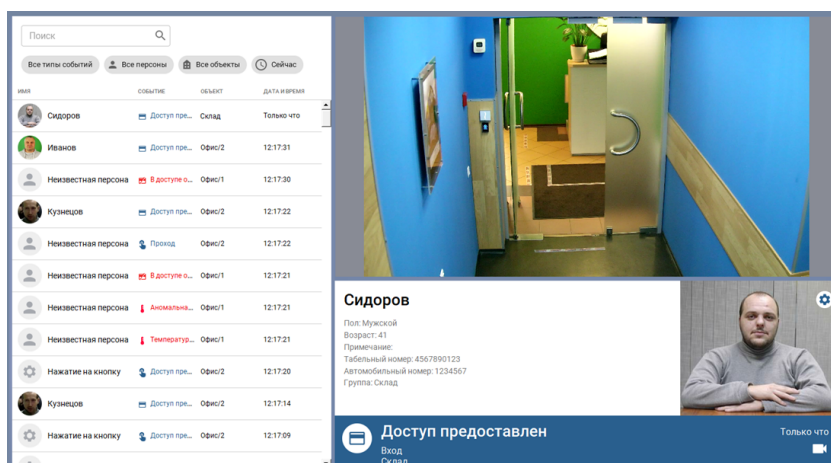 Поиск
Все типы событий Все персоны Все объекты Сейчас
ИМЯ СОБЫТИЕ ОБЪЕКТ ДАТА И ВРЕМЯ
Сидоров Доступ пре... Склад Только что
Иванов Доступ пре... Офис/2 12:17:31
Неизвестная персона В доступе о... Офис/1 12:17:30
Кузнецов Доступ пре... Офис/2 12:17:22
Неизвестная персона Проход Офис/2 12:17:22
Неизвестная персона В доступе о... Офис/1 12:17:21
Неизвестная персона Аномальна... Офис/1 12:17:21
Неизвестная персона Температур... Офис/1 12:17:21
Нажатие на кнопку Доступ пре... Офис/2 12:17:20
Кузнецов Доступ пре... Офис/2 12:17:14
Нажатие на кнопку Доступ пре... Офис/2 12:17:09
Сидоров
Пол: Мужской
Возраст: 41
Примечание:
Табельный номер: 4567890123
Автомобильный номер: 1234567
Группа: Склад
Доступ предоставлен Только что
Вход
Склад